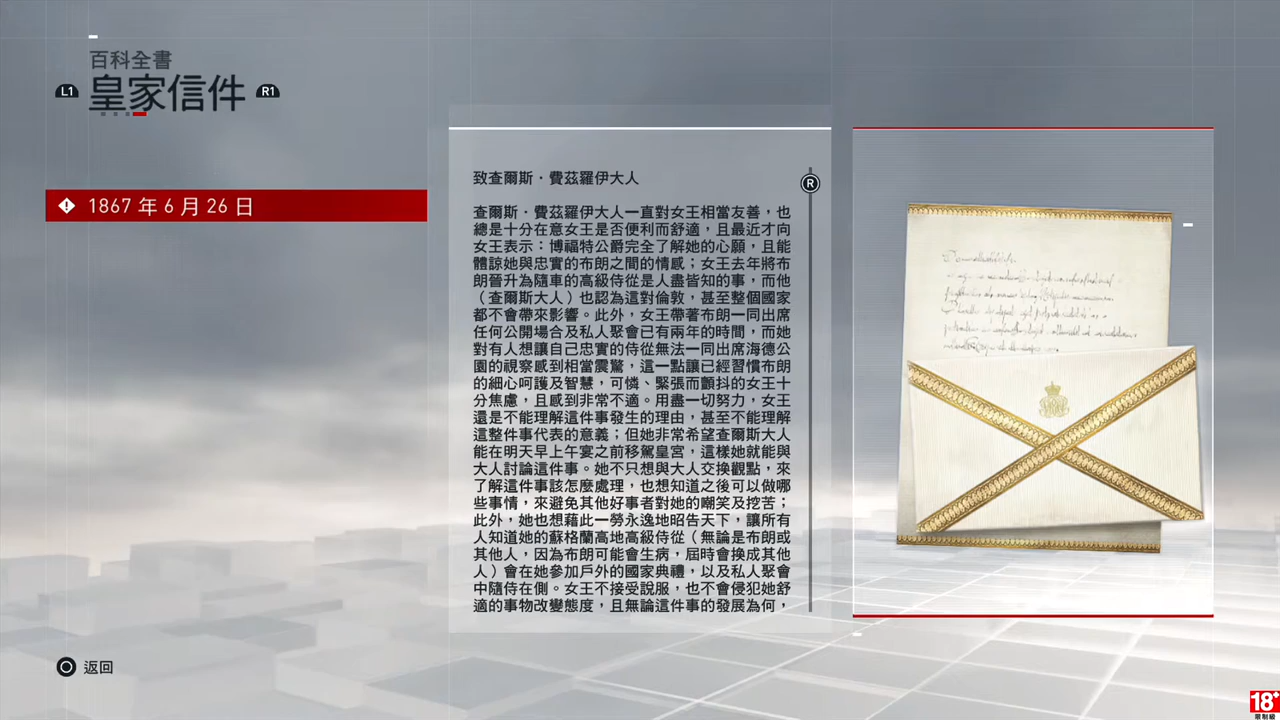 百科全書
L1 皇家信件 R1
1867 年 6 月 26 日
致查爾斯．費茲羅伊大人
R
查爾斯．費茲羅伊大人一直對女王相當友善，也
總是十分在意女王是否便利而舒適，且最近才向
女王表示：博福特公爵完全了解她的心願，且能
體諒她與忠實的布朗之間的情感；女王去年將布
朗晉升為隨車的高級侍從是人盡皆知的事，而他
（查爾斯大人）也認為這對倫敦，甚至整個國家
都不會帶來影響。此外，女王帶著布朗一同出席
任何公開場合及私人聚會已有兩年的時間，而她
對有人想讓自己忠實的侍從無法一同出席海德公
園的視察感到相當震驚，這一點讓已經習慣布朗
的細心呵護及智慧，可憐、緊張而顫抖的女王十
分焦慮，且感到非常不適。用盡一切努力，女王
還是不能理解這件事發生的理由，甚至不能理解
這整件事代表的意義；但她非常希望查爾斯大人
能在明天早上午宴之前移駕皇宮，這樣她就能與
大人討論這件事。她不只想與大人交換觀點，來
了解這件事該怎麼處理，也想知道之後可以做哪
些事情，來避免其他好事者對她的嘲笑及挖苦；
此外，她也想藉此一勞永逸地昭告天下，讓所有
人知道她的蘇格蘭高地高級侍從（無論是布朗或
其他人，因為布朗可能會生病，屆時會換成其他
人）會在她參加戶外的國家典禮，以及私人聚會
中隨侍在側。女王不接受說服，也不會侵犯她舒
適的事物改變態度，且無論這件事的發展為何，
返回
18+
限制級